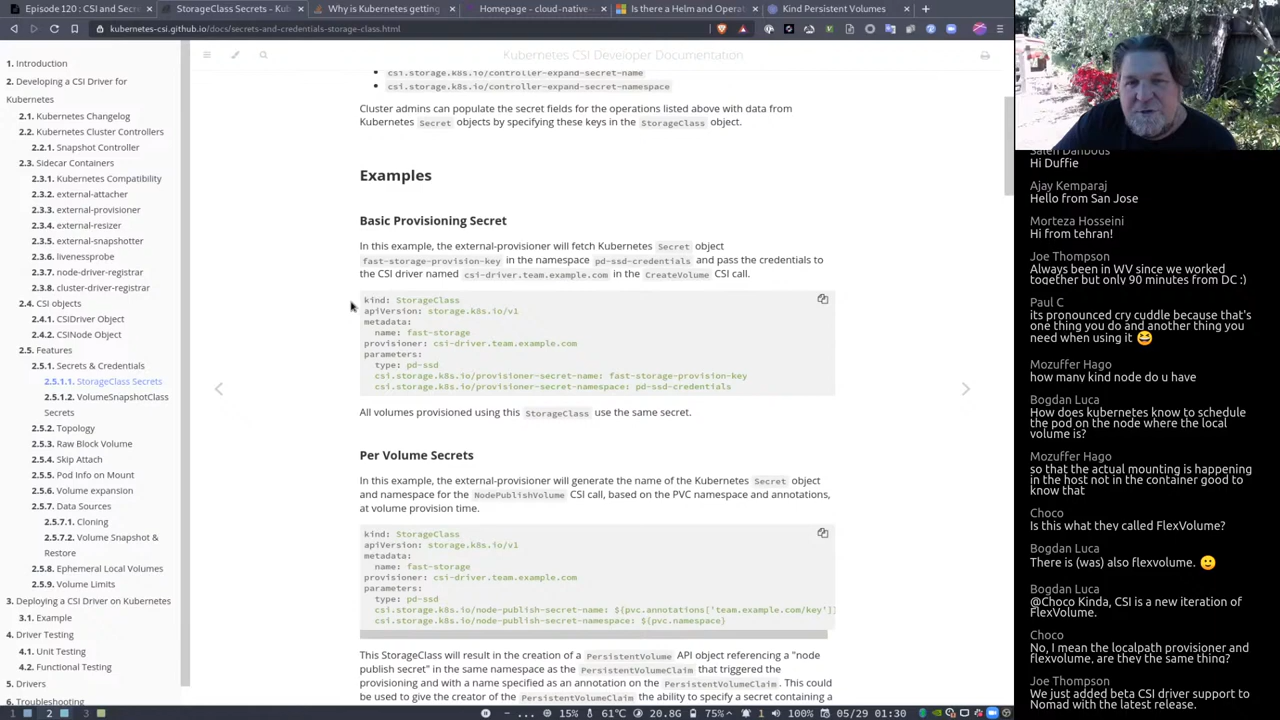 Episode 120 : CSI and Secre
StorageClass Secrets - Kube
Why is Kubernetes getting
Homepage - cloud-native-
Is there a Helm and Operat
Kind Persistent Volumes
kubernetes-csi.github.io/docs/secrets-and-credentials-storage-class.html
1. Introduction
2. Developing a CSI Driver for
Kubernetes
2.1. Kubernetes Changelog
2.2. Kubernetes Cluster Controllers
2.2.1. Snapshot Controller
2.3. Sidecar Containers
2.3.1. Kubernetes Compatibility
2.3.2. external-attacher
2.3.3. external-provisioner
2.3.4. external-resizer
2.3.5. external-snapshotter
2.3.6. livenessprobe
2.3.7. node-driver-registrar
2.3.8. cluster-driver-registrar
2.4. CSI objects
2.4.1. CSIDriver Object
2.4.2. CSINode Object
2.5. Features
2.5.1. Secrets & Credentials
2.5.1.1. StorageClass Secrets
2.5.1.2. VolumeSnapshotClass
Secrets
2.5.2. Topology
2.5.3. Raw Block Volume
2.5.4. Skip Attach
2.5.5. Pod Info on Mount
2.5.6. Volume expansion
2.5.7. Data Sources
2.5.7.1. Cloning
2.5.7.2. Volume Snapshot &
Restore
2.5.8. Ephemeral Local Volumes
2.5.9. Volume Limits
3. Deploying a CSI Driver on Kubernetes
3.1. Example
4. Driver Testing
4.1. Unit Testing
4.2. Functional Testing
5. Drivers
6. Troubleshooting
Kubernetes CSI Developer Documentation
csi.storage.k8s.io/controller-expand-secret-name
csi.storage.k8s.io/controller-expand-secret-namespace
Cluster admins can populate the secret fields for the operations listed above with data from
Kubernetes Secret objects by specifying these keys in the StorageClass object.
Examples
Basic Provisioning Secret
In this example, the external-provisioner will fetch Kubernetes Secret object
fast-storage-provision-key in the namespace pd-ssd-credentials and pass the credentials to
the CSI driver named csi-driver.team.example.com in the CreateVolume CSI call.
kind: StorageClass
apiVersion: storage.k8s.io/v1
metadata:
name: fast-storage
provisioner: csi-driver.team.example.com
parameters:
type: pd-ssd
csi.storage.k8s.io/provisioner-secret-name: fast-storage-provision-key
csi.storage.k8s.io/provisioner-secret-namespace: pd-ssd-credentials
All volumes provisioned using this StorageClass use the same secret.
Per Volume Secrets
In this example, the external-provisioner will generate the name of the Kubernetes Secret object
and namespace for the NodePublishVolume CSI call, based on the PVC namespace and annotations,
at volume provision time.
kind: StorageClass
apiVersion: storage.k8s.io/v1
metadata:
name: fast-storage
provisioner: csi-driver.team.example.com
parameters:
type: pd-ssd
csi.storage.k8s.io/node-publish-secret-name: ${pvc.annotations['team.example.com/key']}
csi.storage.k8s.io/node-publish-secret-namespace: ${pvc.namespace}
This StorageClass will result in the creation of a PersistentVolume API object referencing a "node
publish secret" in the same namespace as the PersistentVolumeClaim that triggered the
provisioning and with a name specified as an annotation on the PersistentVolumeClaim. This could
be used to give the creator of the PersistentVolumeClaim the ability to specify a secret containing a
Hi Duffie
Ajay Kemparaj
Hello from San Jose
Morteza Hosseini
Hi from tehran!
Joe Thompson
Always been in WV since we worked
together but only 90 minutes from DC :)
Paul C
its pronounced cry cuddle because that's
one thing you do and another thing you
need when using it 😆
Mozuffer Hago
how many kind node do u have
Bogdan Luca
How does kubernetes know to schedule
the pod on the node where the local
volume is?
Mozuffer Hago
so that the actual mounting is happening
in the host not in the container good to
know that
Choco
Is this what they called FlexVolume?
Bogdan Luca
There is (was) also flexvolume. 🙂
Bogdan Luca
@Choco Kinda, CSI is a new iteration of
FlexVolume.
Choco
No, I mean the localpath provisioner and
flexvolume, are they the same thing?
Joe Thompson
We just added beta CSI driver support to
Nomad with the latest release.
1 2 3
15% 61°C 20.8G 75% 1 100% 05/29 01:30